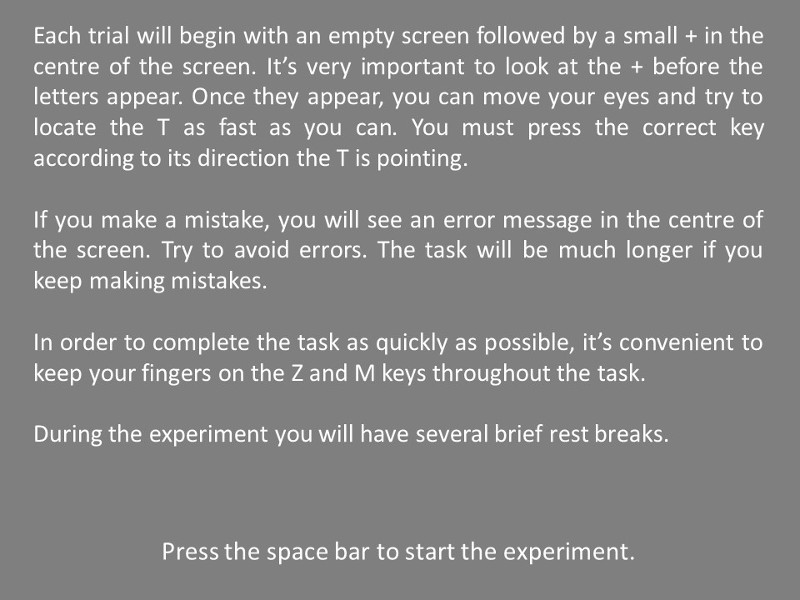 Each trial will begin with an empty screen followed by a small + in the
centre of the screen. It’s very important to look at the + before the
letters appear. Once they appear, you can move your eyes and try to
locate the T as fast as you can. You must press the correct key
according to its direction the T is pointing.
If you make a mistake, you will see an error message in the centre of
the screen. Try to avoid errors. The task will be much longer if you
keep making mistakes.
In order to complete the task as quickly as possible, it’s convenient to
keep your fingers on the Z and M keys throughout the task.
During the experiment you will have several brief rest breaks.
Press the space bar to start the experiment.